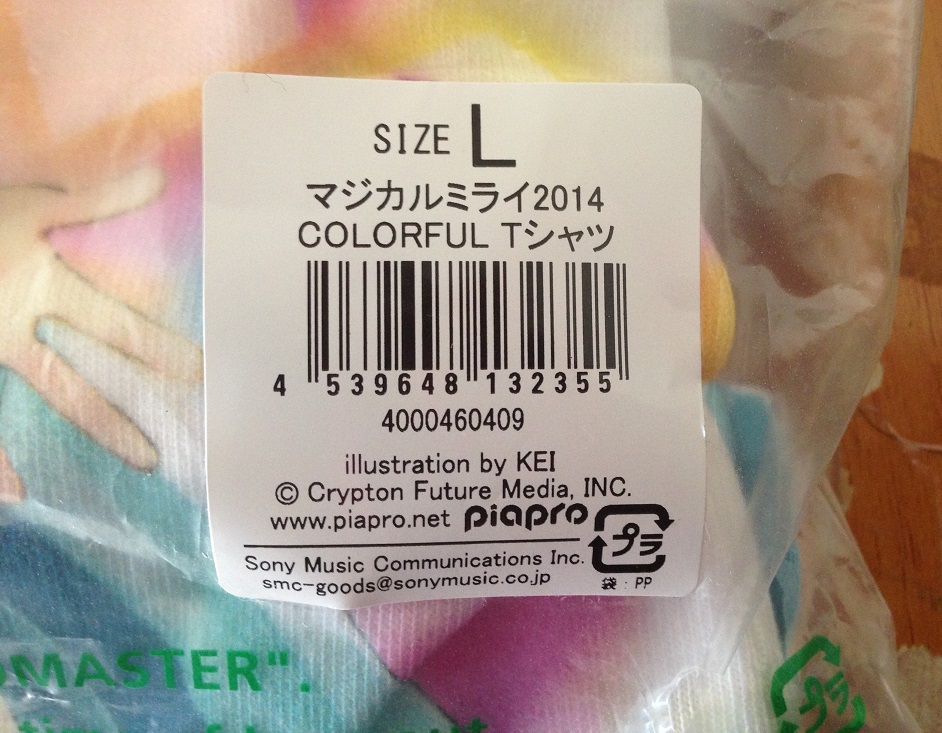 SIZE L
マジカルミライ2014
COLORFUL Tシャツ
4 539648 132355
4000460409
illustration by KEI
© Crypton Future Media, INC.
www.piapro.net piapro
プラ
袋・PP
Sony Music Communications Inc.
smc-goods@sonymusic.co.jp
MASTER".
プラ